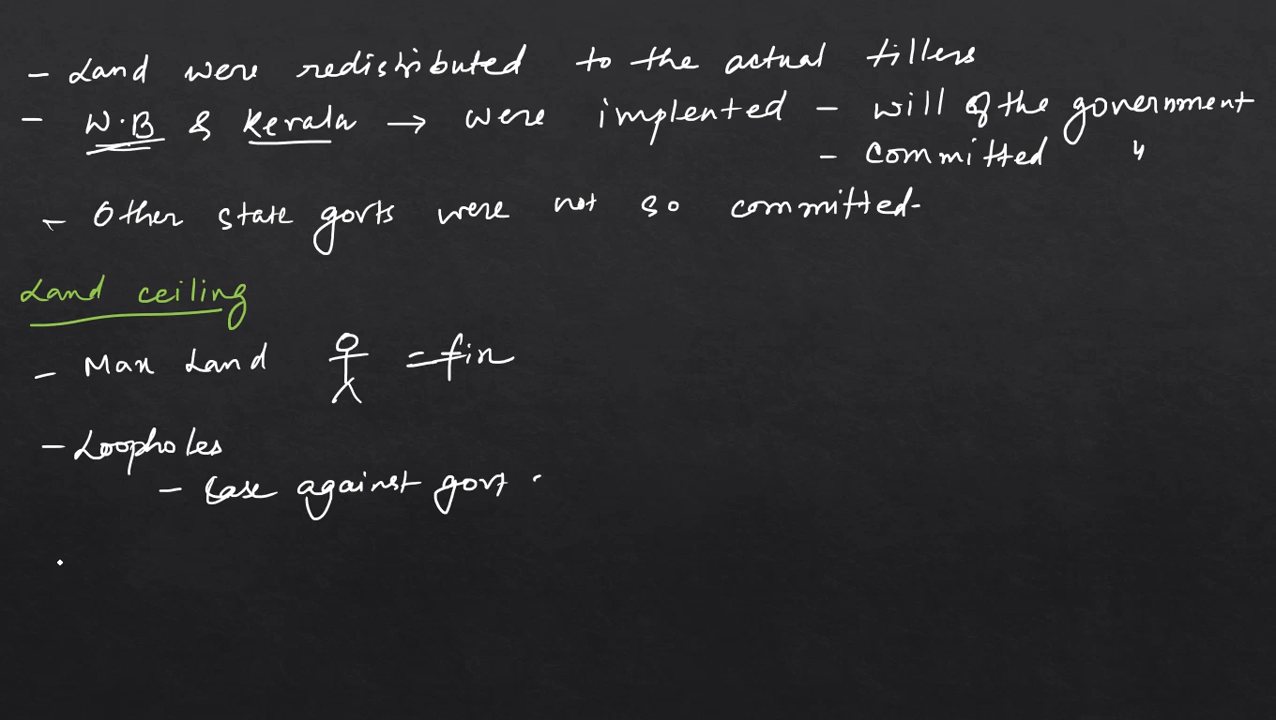 - Land were redistributed to the actual tillers
- W.B & Kerala → were implented - will of the government
- committed "
- Other state govts were not so committed.
Land ceiling
- Max Land = fix
- Loopholes
- Case against govt.